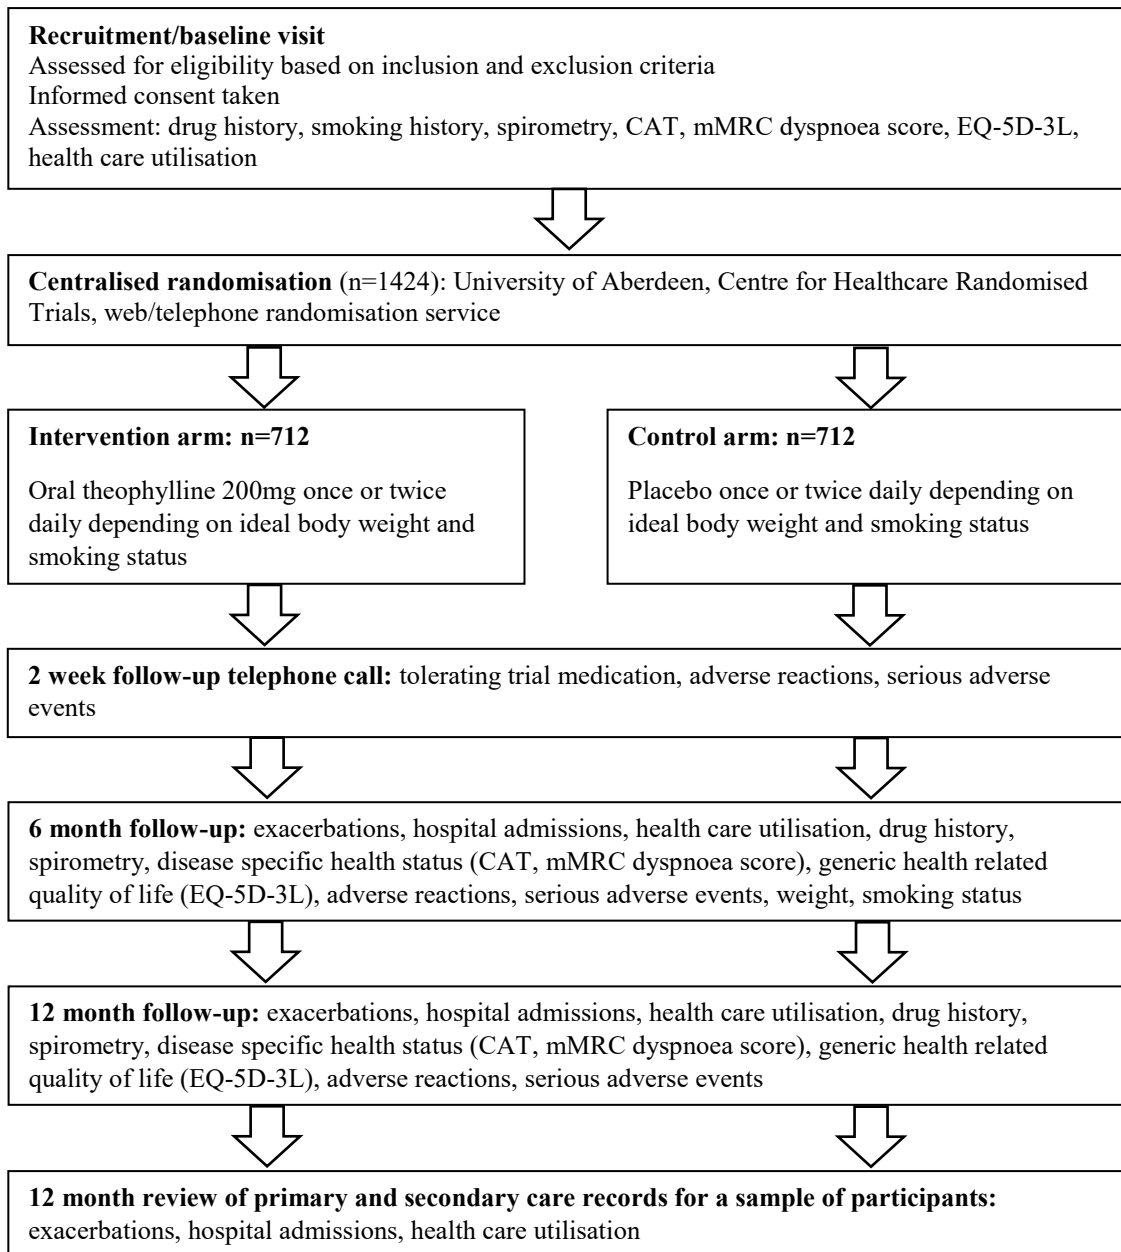 Recruitment/baseline visit
Assessed for eligibility based on inclusion and exclusion criteria
Informed consent taken
Assessment: drug history, smoking history, spirometry, CAT, mMRC dyspnoea score, EQ-5D-3L,
health care utilisation
Centralised randomisation (n=1424): University of Aberdeen, Centre for Healthcare Randomised
Trials, web/telephone randomisation service
Intervention arm: n=712
Oral theophylline 200mg once or twice
daily depending on ideal body weight and
smoking status
Control arm: n=712
Placebo once or twice daily depending on
ideal body weight and smoking status
2 week follow-up telephone call: tolerating trial medication, adverse reactions, serious adverse
events
6 month follow-up: exacerbations, hospital admissions, health care utilisation, drug history,
spirometry, disease specific health status (CAT, mMRC dyspnoea score), generic health related
quality of life (EQ-5D-3L), adverse reactions, serious adverse events, weight, smoking status
12 month follow-up: exacerbations, hospital admissions, health care utilisation, drug history,
spirometry, disease specific health status (CAT, mMRC dyspnoea score), generic health related
quality of life (EQ-5D-3L), adverse reactions, serious adverse events
12 month review of primary and secondary care records for a sample of participants:
exacerbations, hospital admissions, health care utilisation